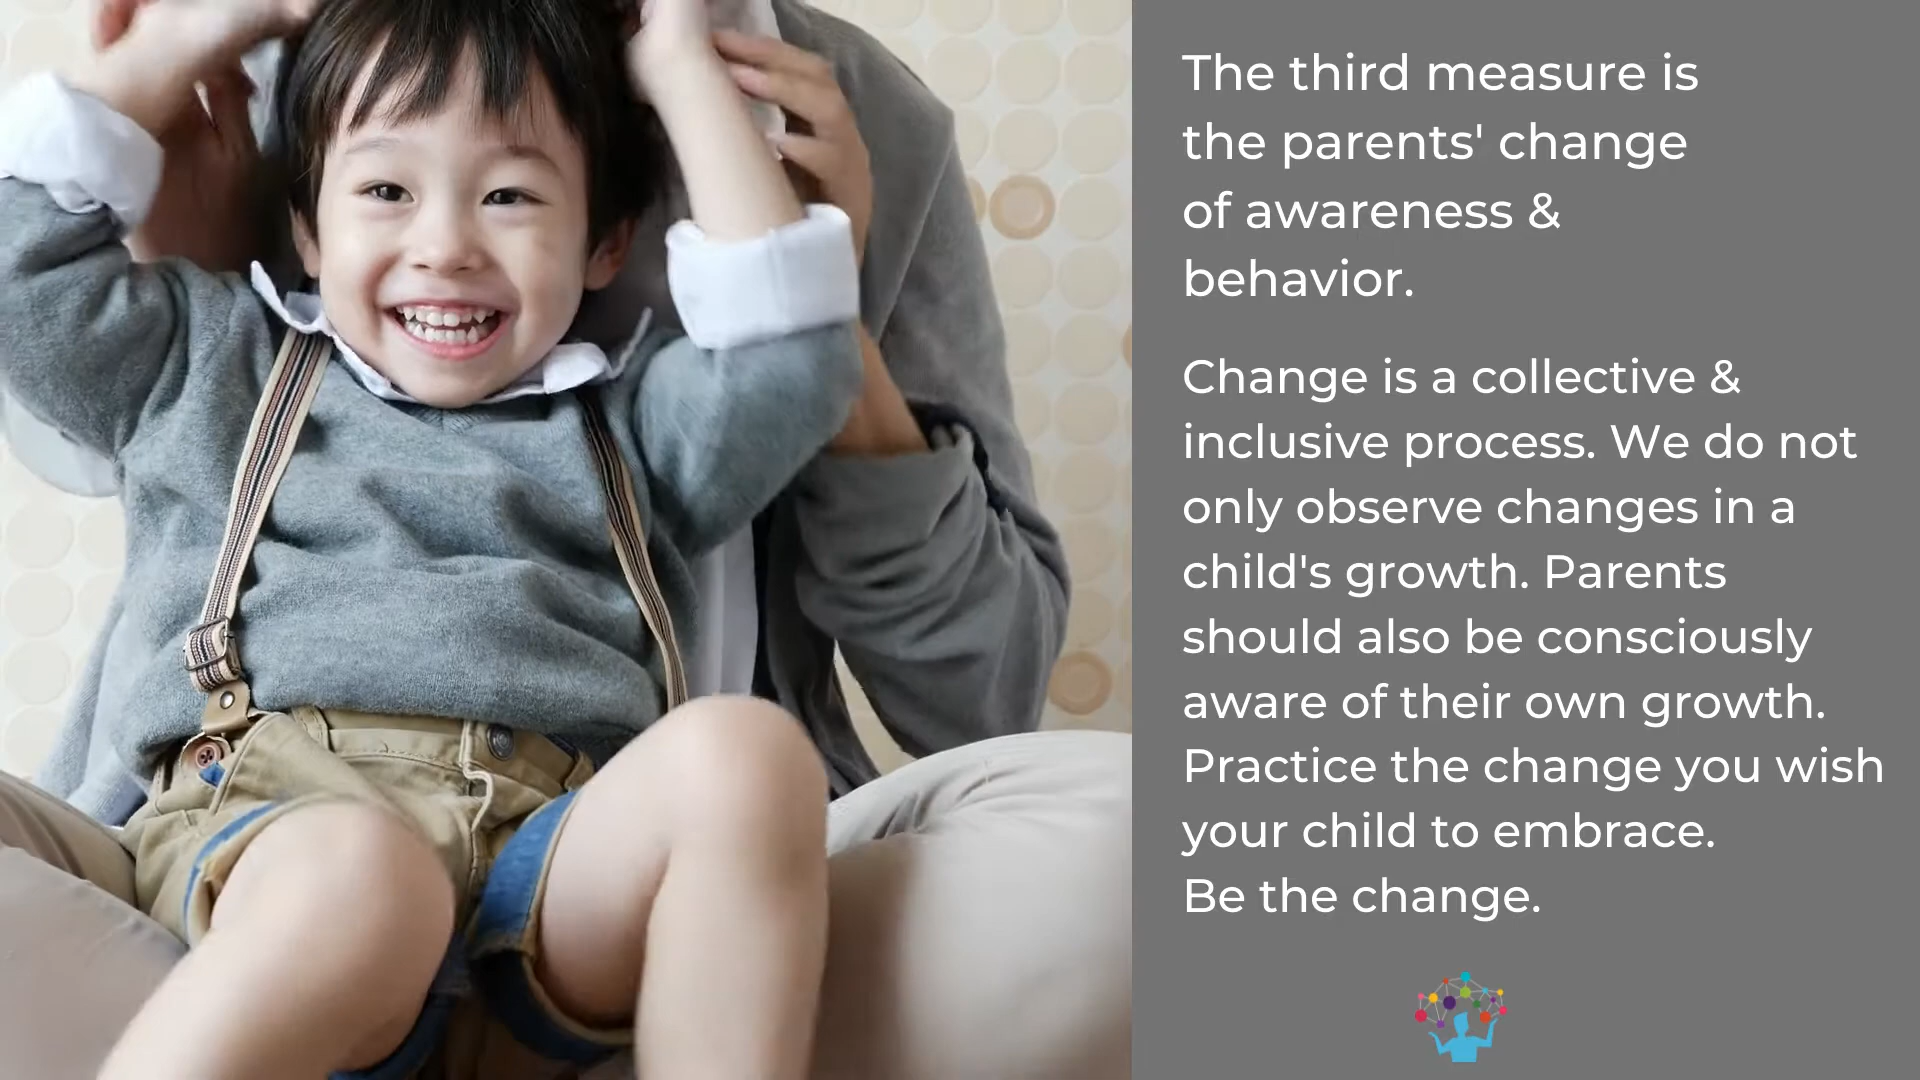 The third measure is
the parents' change
of awareness &
behavior.
Change is a collective &
inclusive process. We do not
only observe changes in a
child's growth. Parents
should also be consciously
aware of their own growth.
Practice the change you wish
your child to embrace.
Be the change.